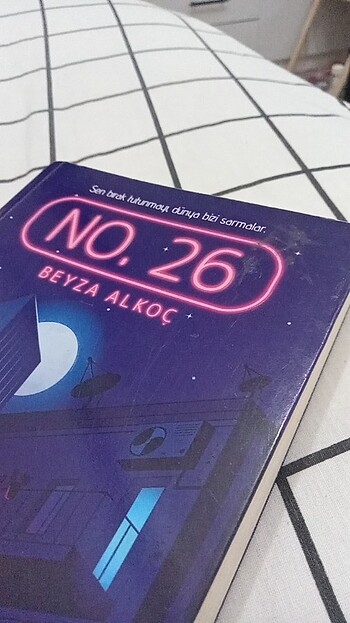 Sen bırak tutunmayı, dünya bizi sarmalar.
NO. 26
BEYZA ALKOÇ